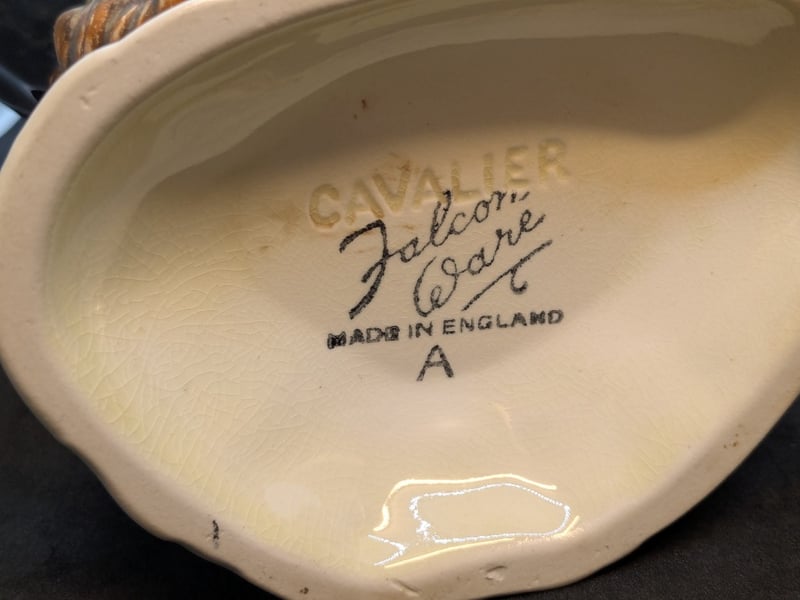 CAVALIER
Falcon
Ware
MADE IN ENGLAND
A